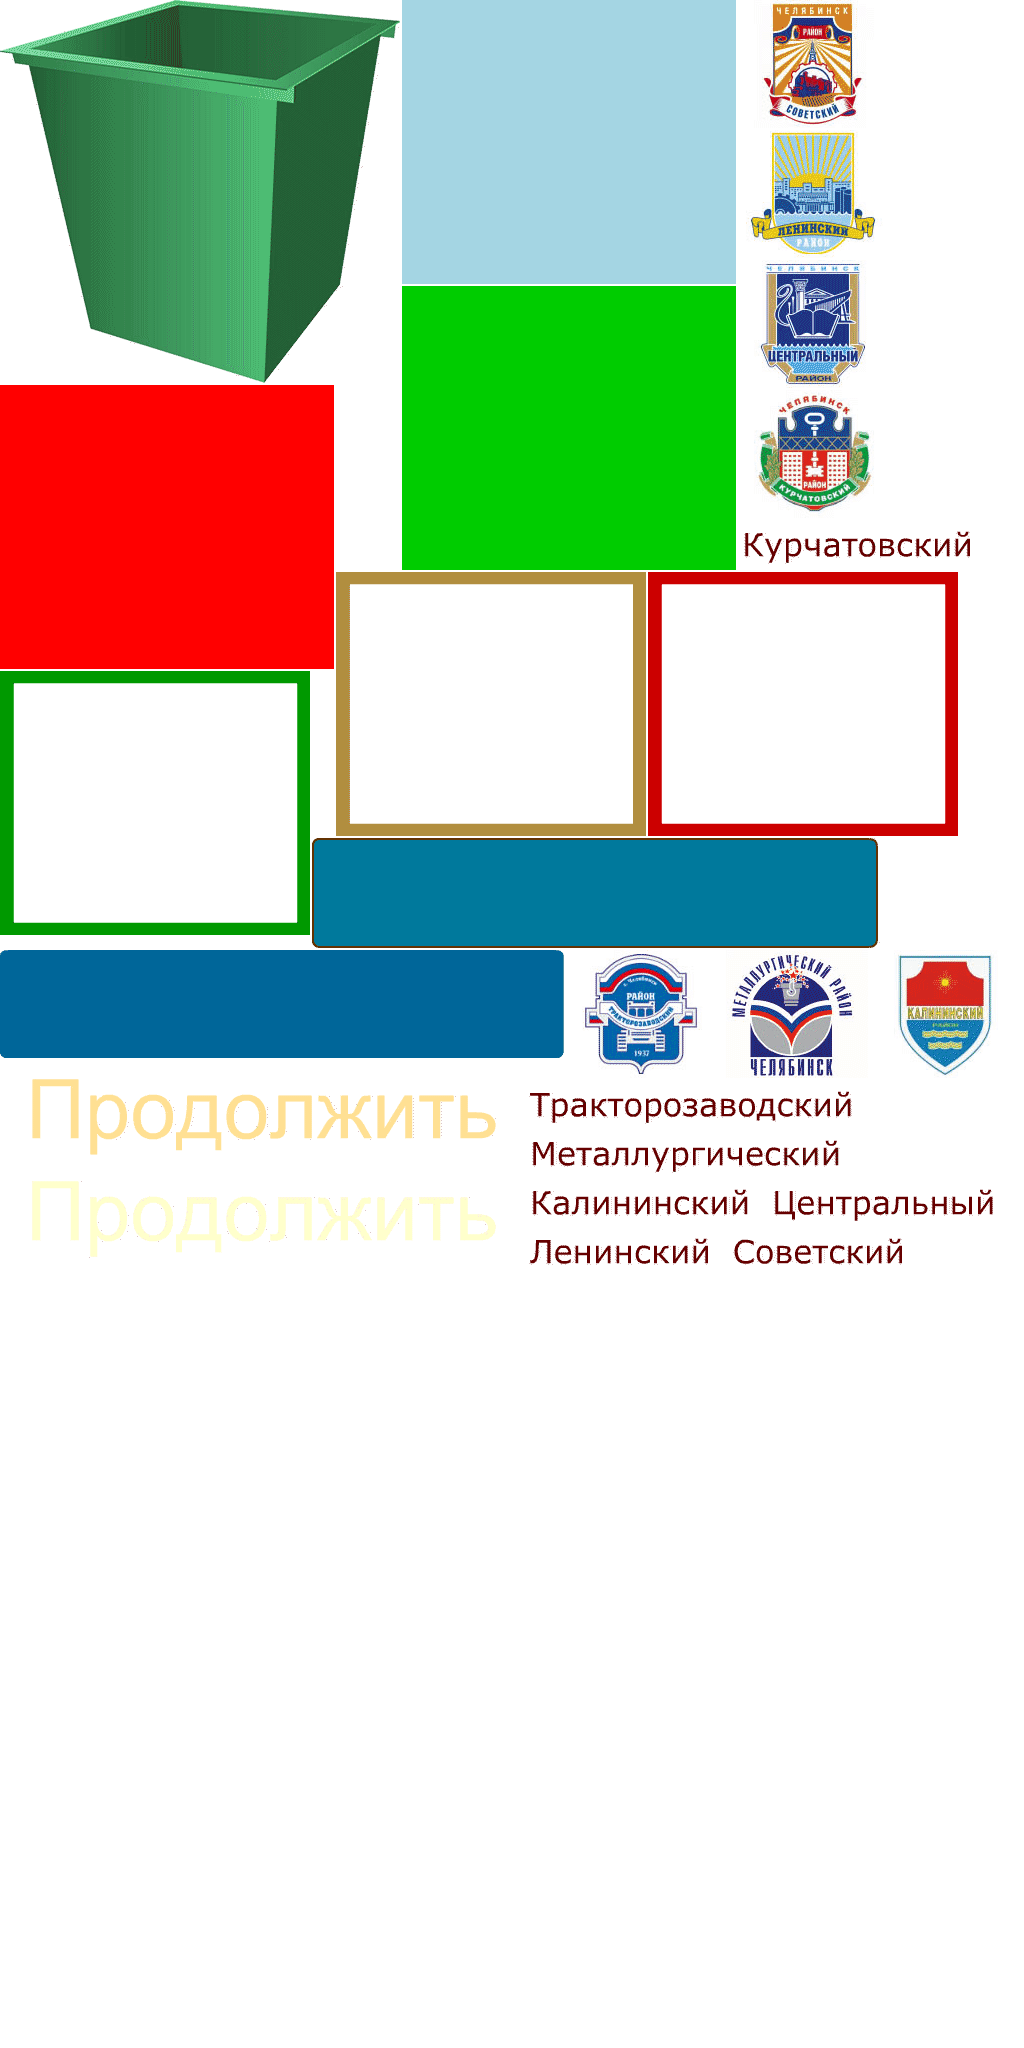 ЧЕЛЯБИНСК
РАЙОН
СОВЕТСКИЙ
ЛЕНИНСКИЙ
РАЙОН
ЧЕЛЯБИНСК
ЦЕНТРАЛЬНЫЙ
РАЙОН
ЧЕЛЯБИНСК
РАЙОН
КУРЧАТОВСКИЙ
Курчатовский
г. Челябинск
РАЙОН
ТРАКТОРОЗАВОДСКИЙ
1937
МЕТАЛЛУРГИЧЕСКИЙ РАЙОН
ЧЕЛЯБИНСК
КАЛИНИНСКИЙ
РАЙОН
Продолжить
Продолжить
Тракторозаводский
Металлургический
Калининский Центральный
Ленинский Советский